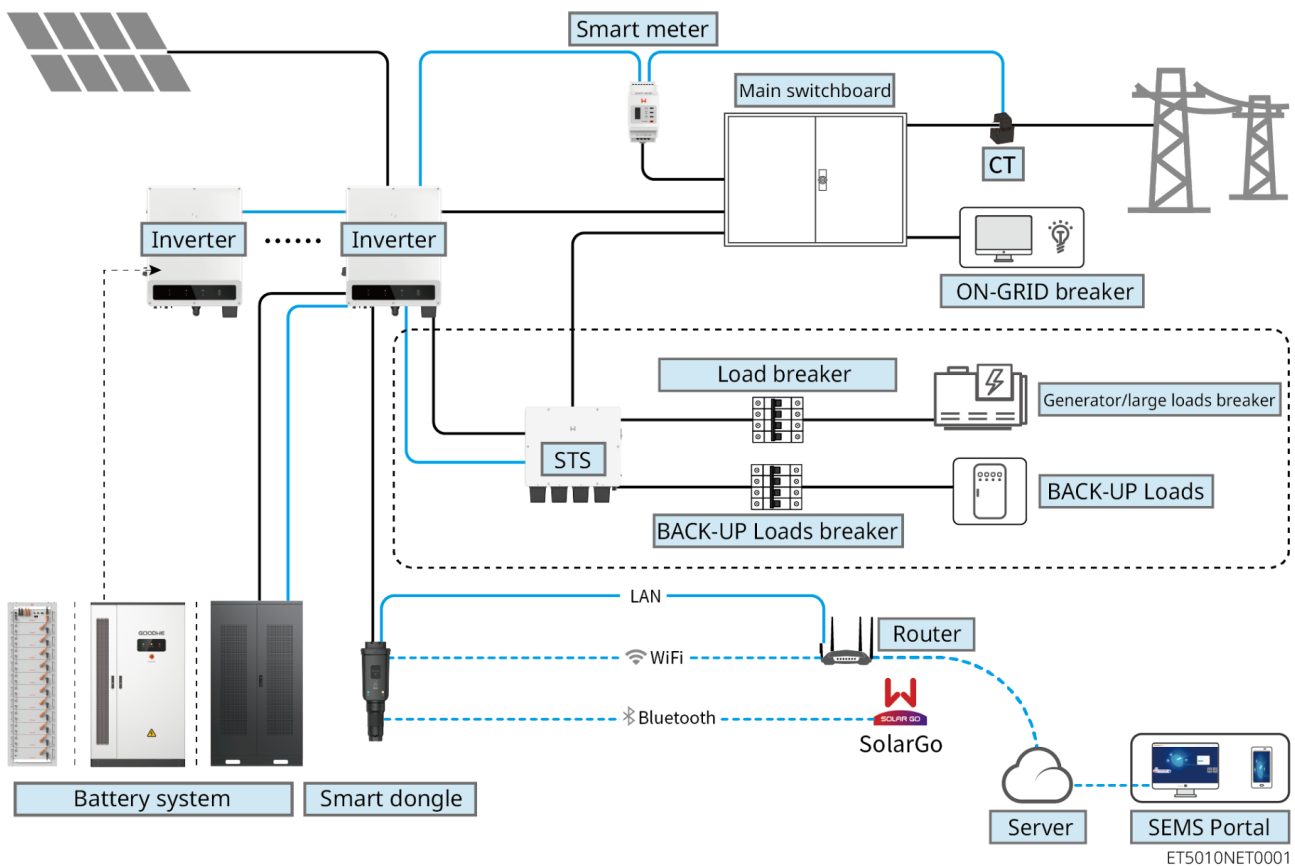 Smart meter
Main switchboard
CT
Inverter
......
Inverter
ON-GRID breaker
Load breaker
Generator/large loads breaker
STS
BACK-UP Loads
BACK-UP Loads breaker
LAN
GOODWE
Router
WiFi
Bluetooth
SOLAR GO
SolarGo
Battery system
Smart dongle
Server
SEMS Portal
ET5010NET0001